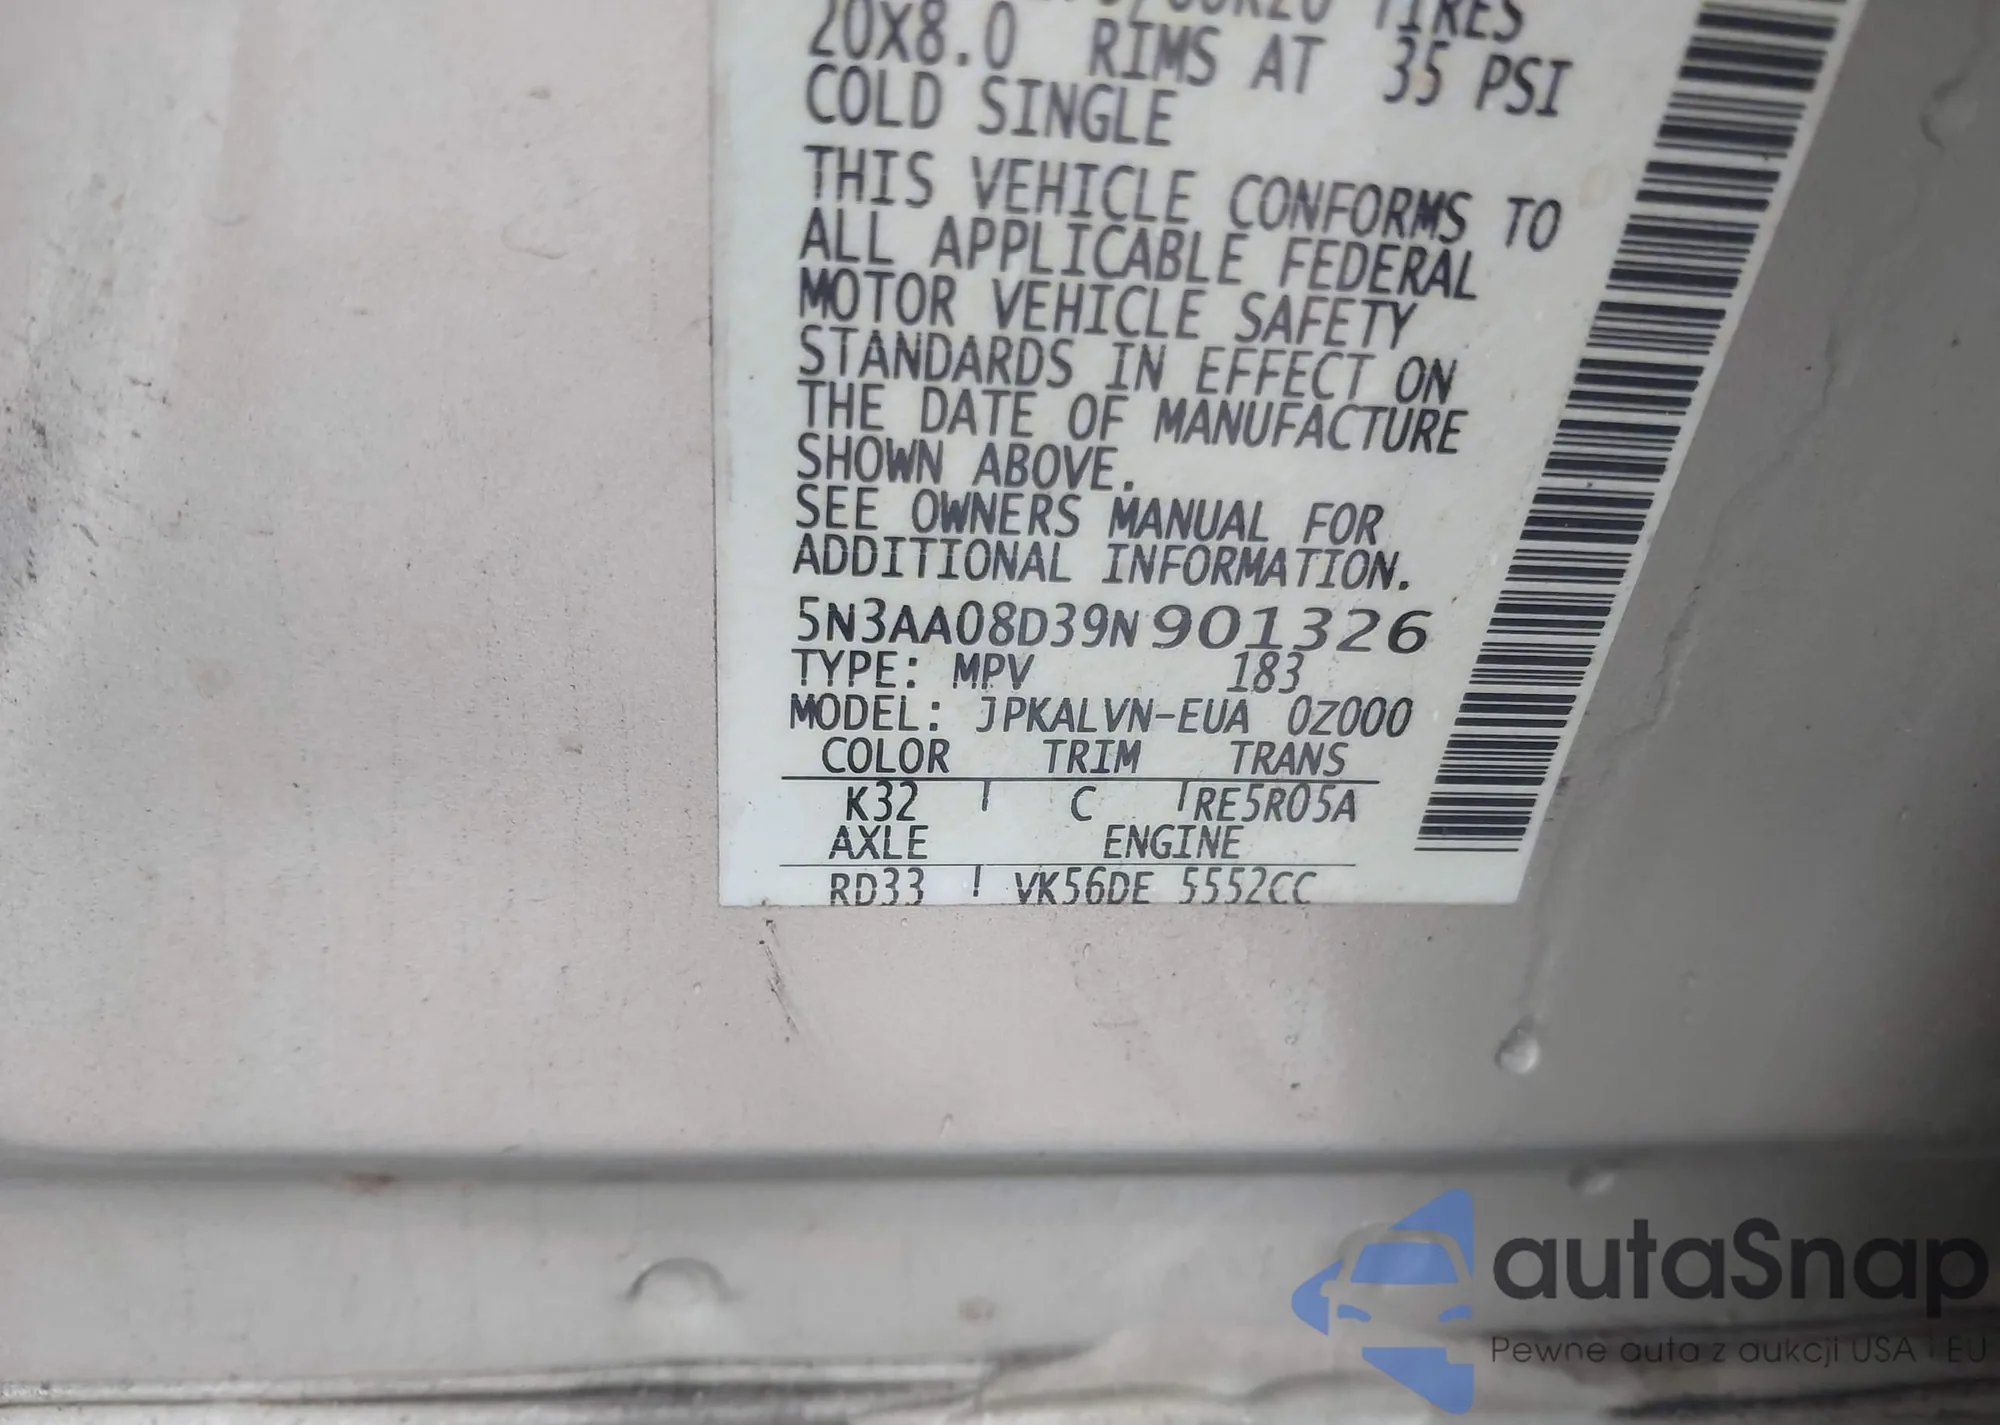 TIRES
20X8.0 RIMS AT 35 PSI
COLD SINGLE
THIS VEHICLE CONFORMS TO
ALL APPLICABLE FEDERAL
MOTOR VEHICLE SAFETY
STANDARDS IN EFFECT ON
THE DATE OF MANUFACTURE
SHOWN ABOVE.
SEE OWNERS MANUAL FOR
ADDITIONAL INFORMATION.
5N3AA08D39N901326
TYPE: MPV 183
MODEL: JPKALVN-EUA 0Z000
COLOR TRIM TRANS
K32 C RE5R05A
AXLE ENGINE
RD33 VK56DE 5552CC
autaSnap
Pewne auta z aukcji USA i EU